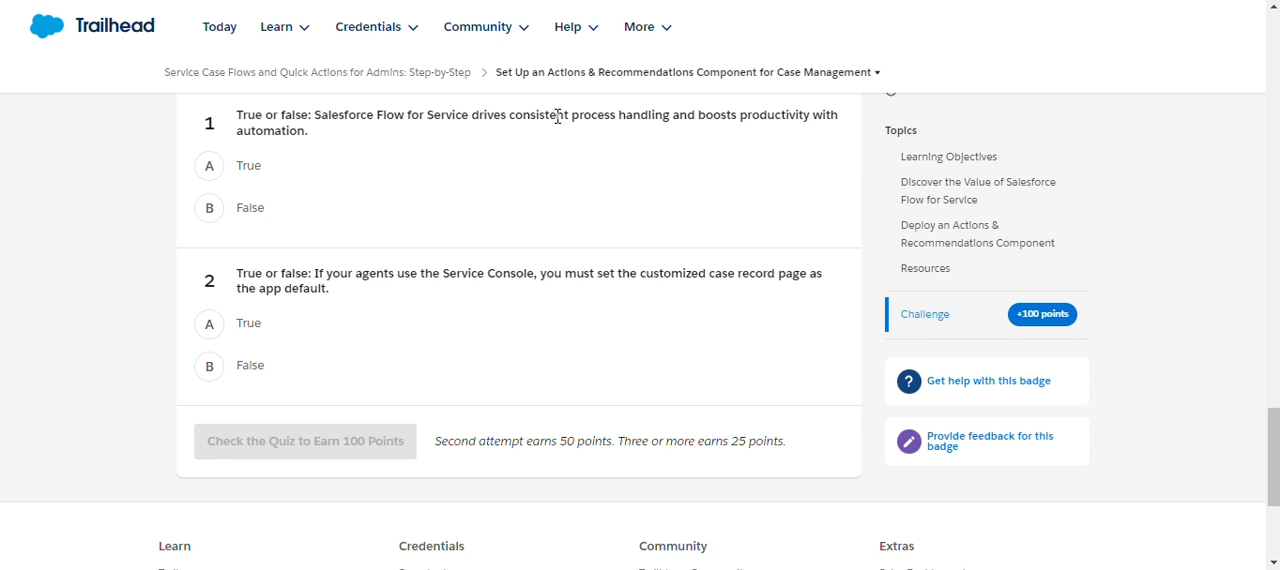 Trailhead
Today Learn Credentials Community Help More
Service Case Flows and Quick Actions for Admins: Step-by-Step > Set Up an Actions & Recommendations Component for Case Management
1 True or false: Salesforce Flow for Service drives consistent process handling and boosts productivity with
automation.
A True
B False
2 True or false: If your agents use the Service Console, you must set the customized case record page as
the app default.
A True
B False
Check the Quiz to Earn 100 Points Second attempt earns 50 points. Three or more earns 25 points.
Topics
Learning Objectives
Discover the Value of Salesforce
Flow for Service
Deploy an Actions &
Recommendations Component
Resources
Challenge +100 points
? Get help with this badge
Provide feedback for this
badge
Learn Credentials Community Extras